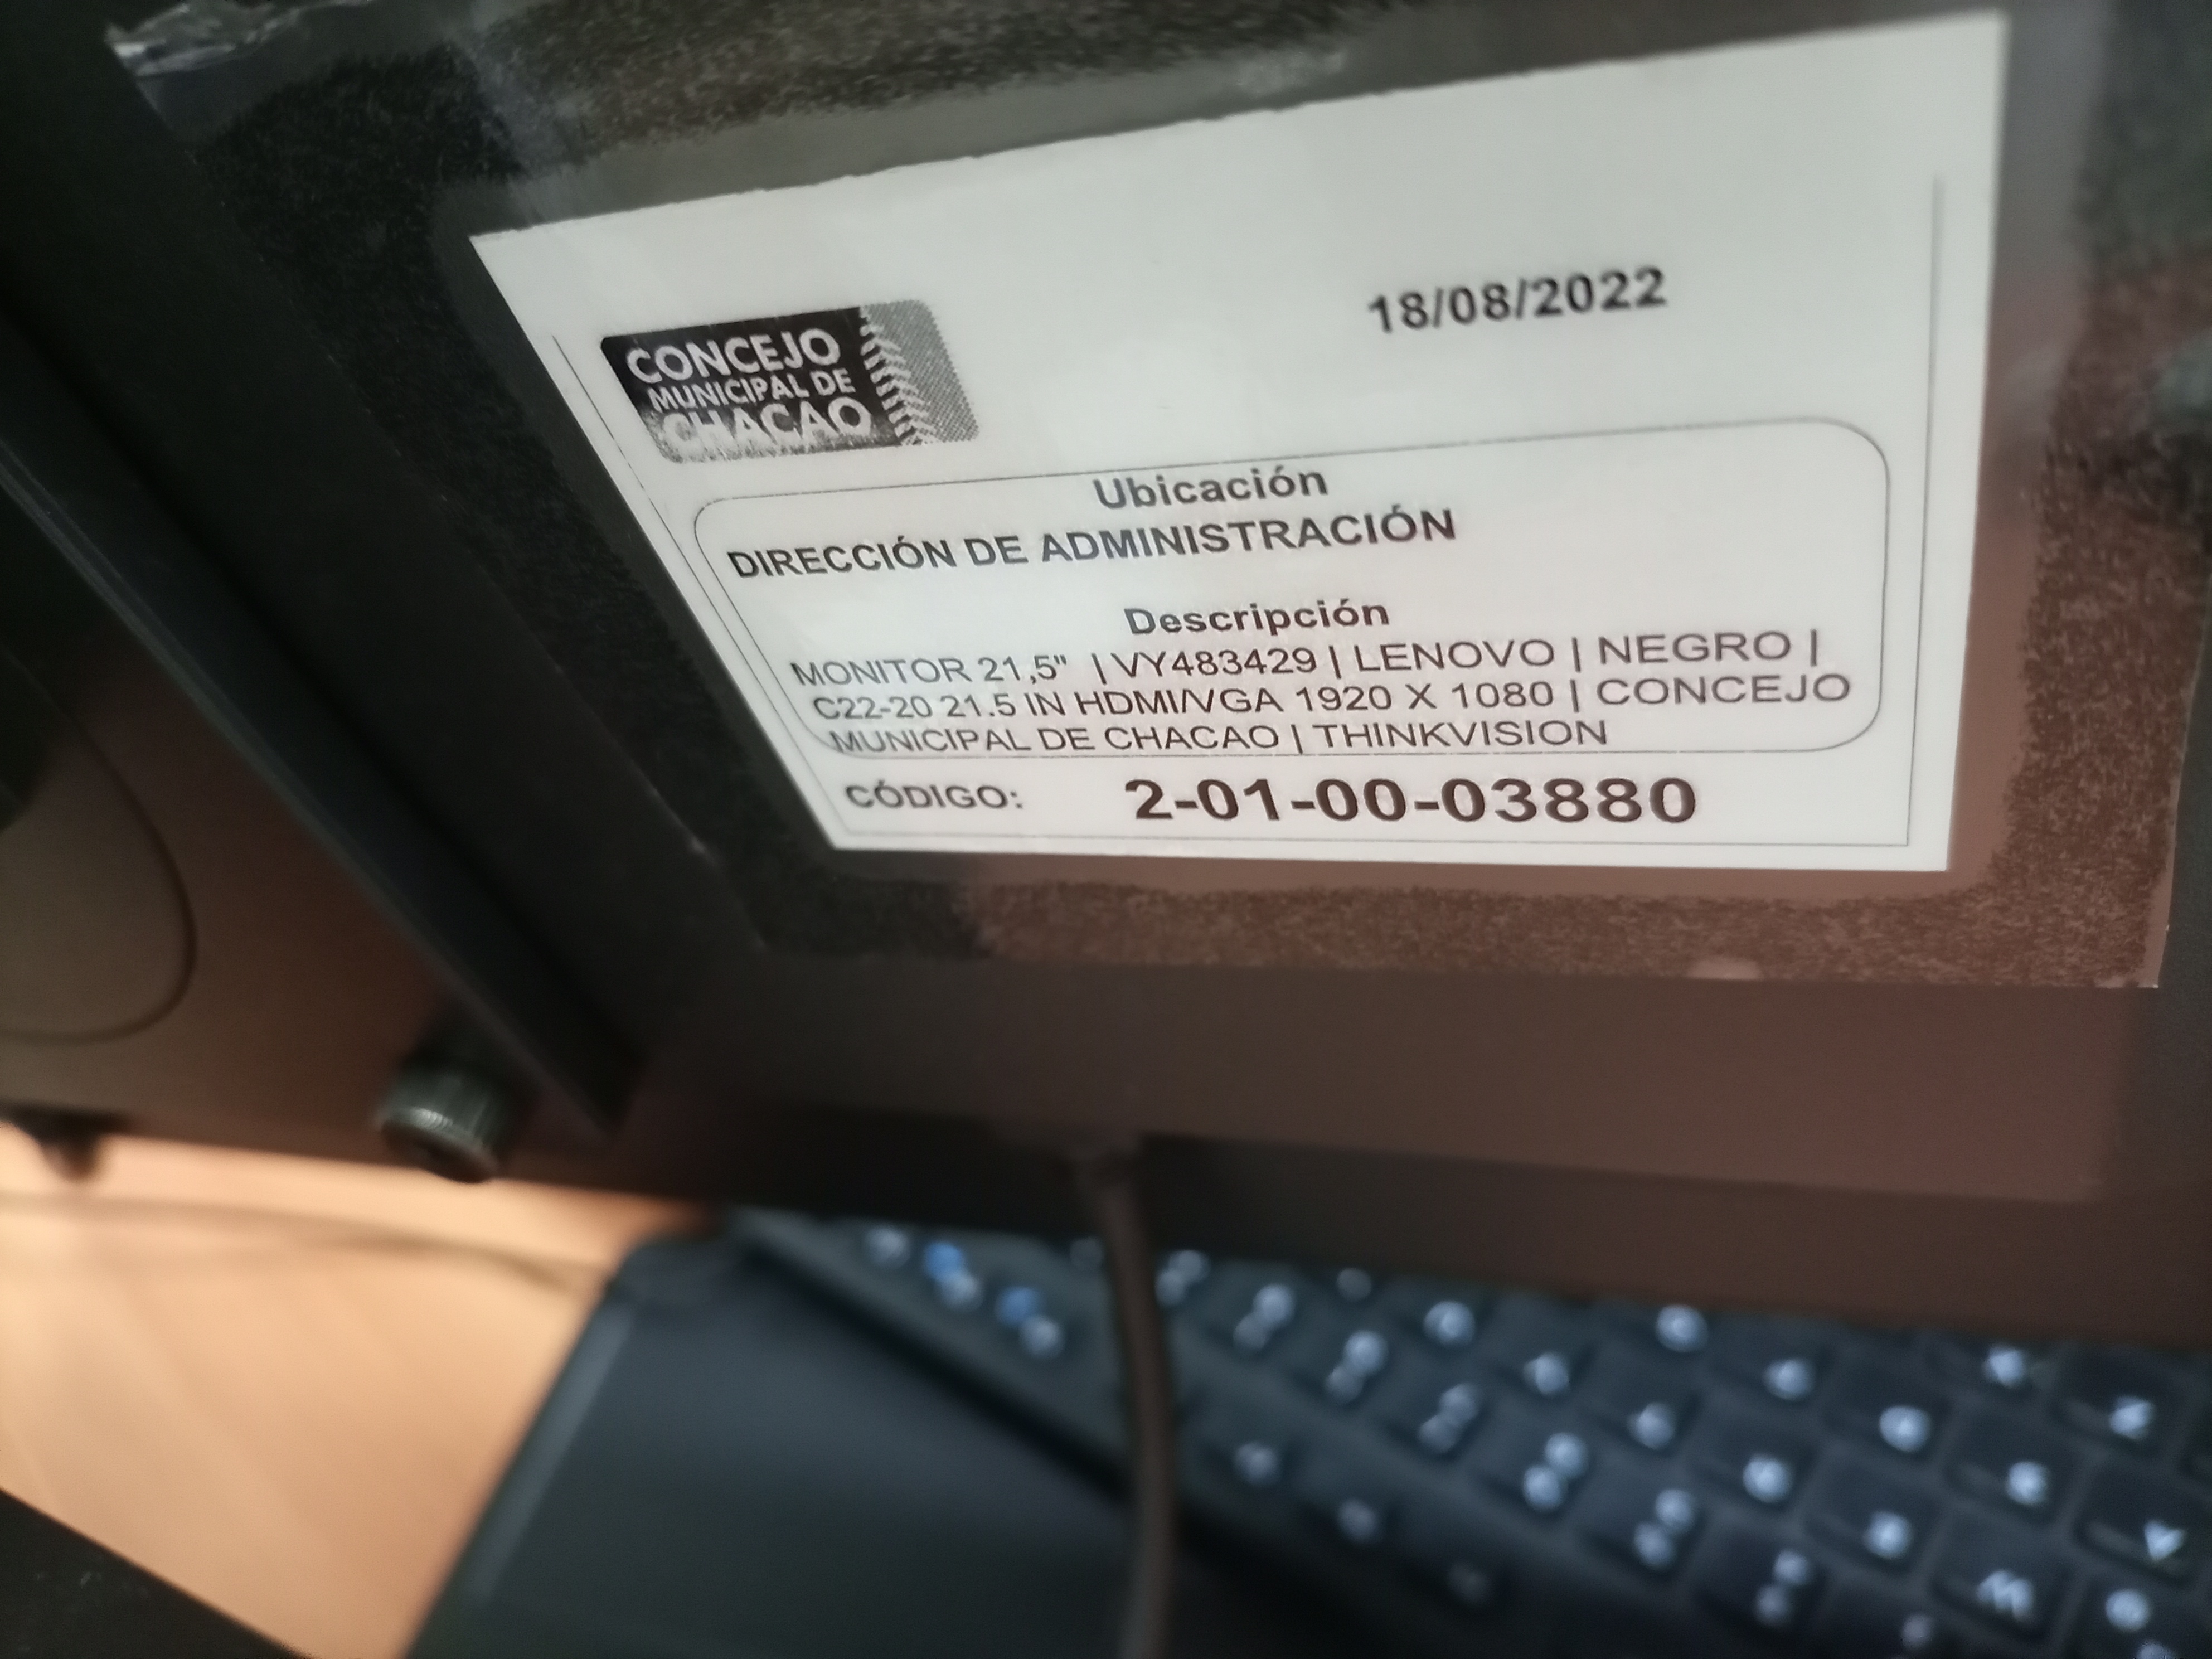 CONCEJO
MUNICIPAL DE
CHACAO
18/08/2022
Ubicación
DIRECCIÓN DE ADMINISTRACIÓN
Descripción
MONITOR 21,5" | VY483429 | LENOVO | NEGRO |
C22-20 21.5 IN HDMI/VGA 1920 X 1080 | CONCEJO
MUNICIPAL DE CHACAO | THINKVISION
CÓDIGO: 2-01-00-03880